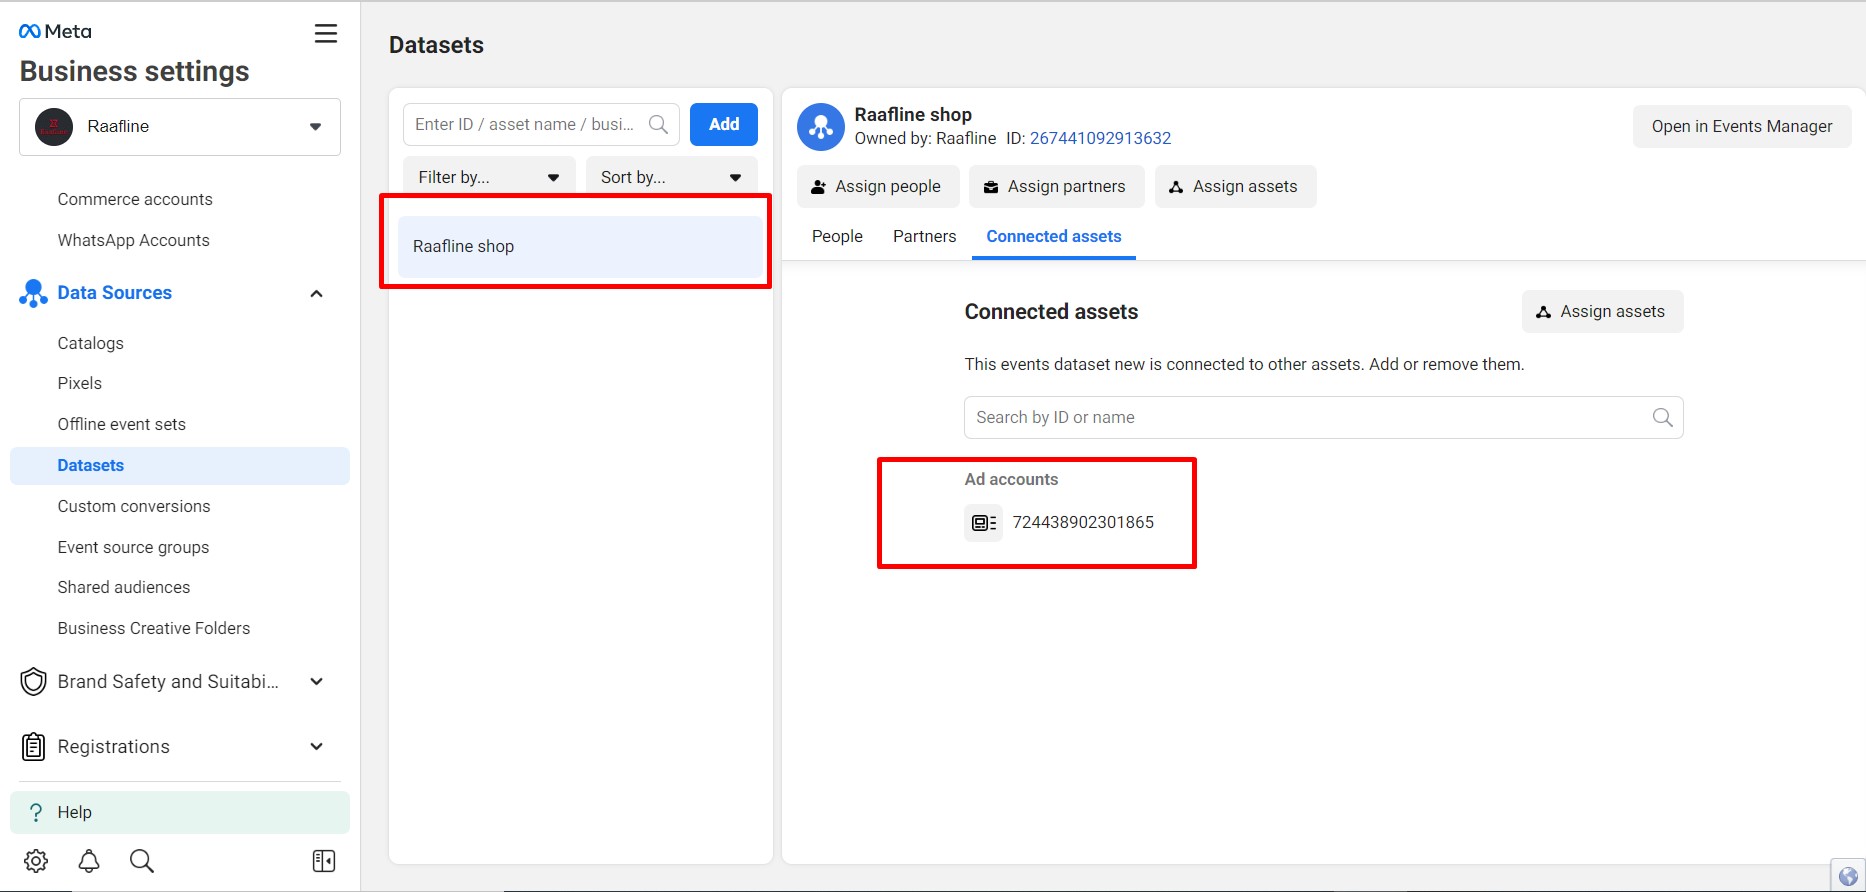 Meta
Business settings
Raafline
Commerce accounts
WhatsApp Accounts
Data Sources
Catalogs
Pixels
Offline event sets
Datasets
Custom conversions
Event source groups
Shared audiences
Business Creative Folders
Brand Safety and Suitabi...
Registrations
? Help
Datasets
Enter ID / asset name / busi...
Add
Filter by...
Sort by...
Raafline shop
Raafline shop
Owned by: Raafline ID: 267441092913632
Open in Events Manager
Assign people
Assign partners
Assign assets
People
Partners
Connected assets
Connected assets
Assign assets
This events dataset new is connected to other assets. Add or remove them.
Search by ID or name
Ad accounts
724438902301865